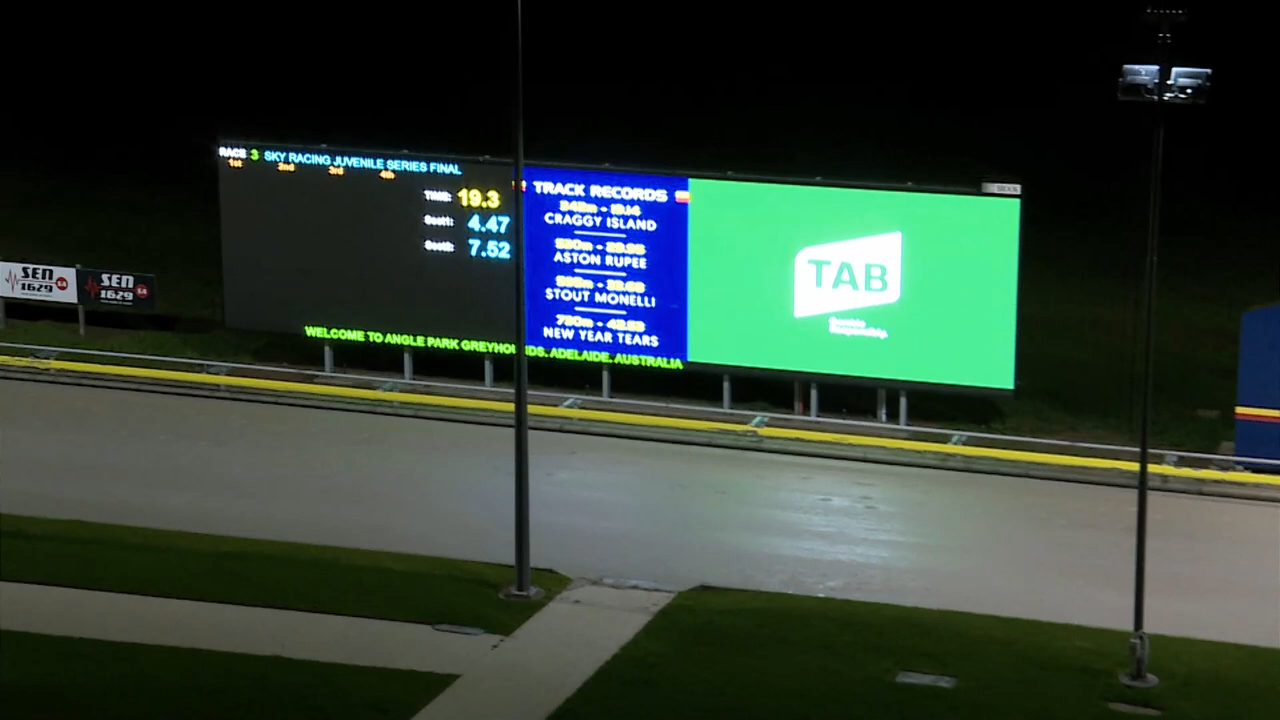 RACE 3 SKY RACING JUVENILE SERIES FINAL
1st 2nd 3rd 4th
TIME: 19.3
4.47
7.52
TRACK RECORDS
CRAGGY ISLAND
ASTON RUPEE
STOUT MONELLI
NEW YEAR TEARS
WELCOME TO ANGLE PARK GREYHOUNDS, ADELAIDE, AUSTRALIA
TAB
SEN
1629
SEN
1629